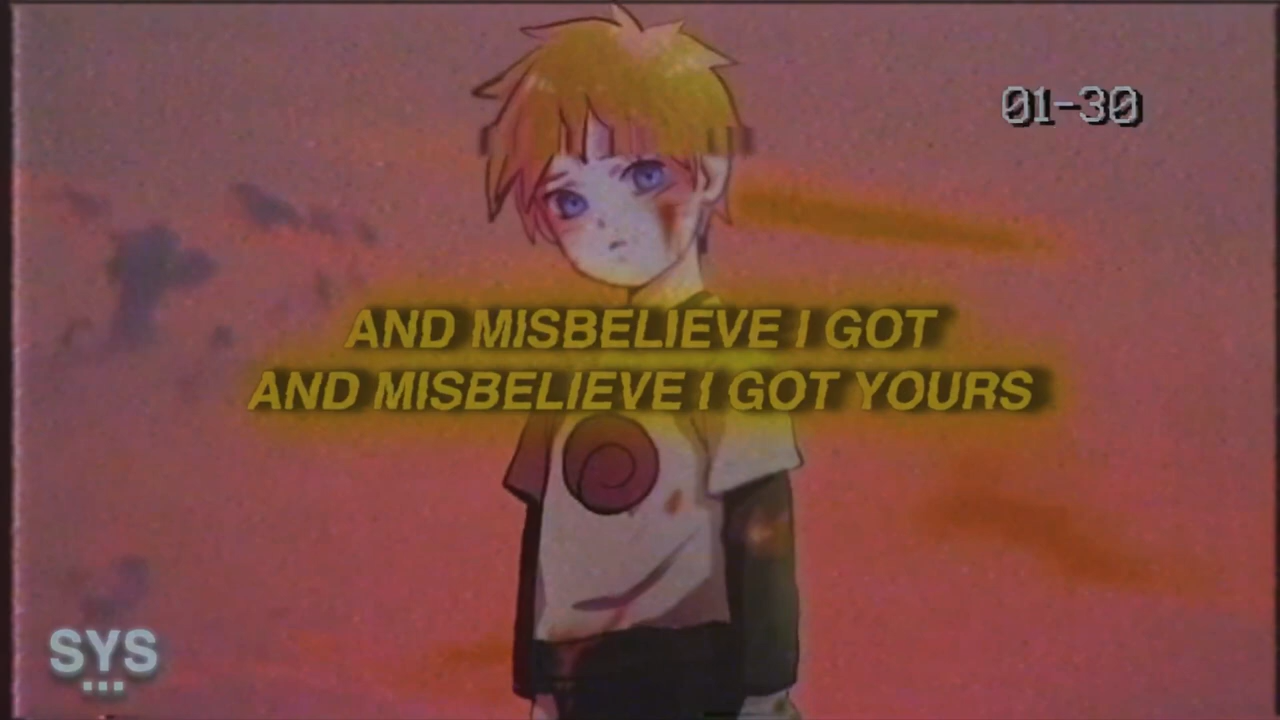 01-30
AND MISBELIEVE I GOT
AND MISBELIEVE I GOT YOURS
SYS